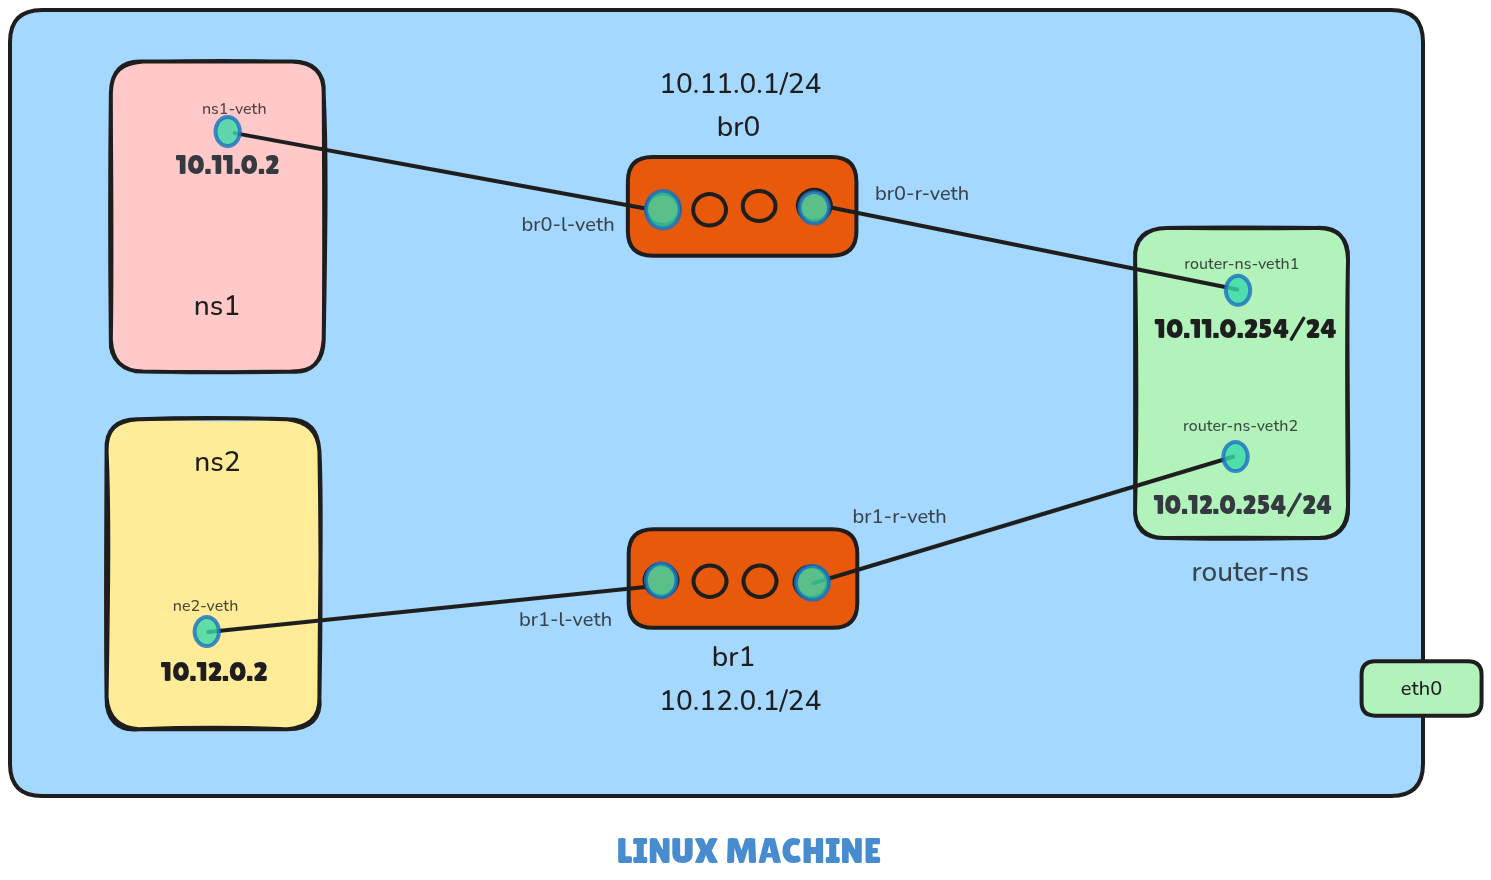 10.11.0.1/24
br0
ns1-veth
10.11.0.2
ns1
br0-l-veth
br0-r-veth
router-ns-veth1
10.11.0.254/24
router-ns-veth2
10.12.0.254/24
router-ns
ns2
ne2-veth
10.12.0.2
br1-l-veth
br1-r-veth
br1
10.12.0.1/24
eth0
LINUX MACHINE